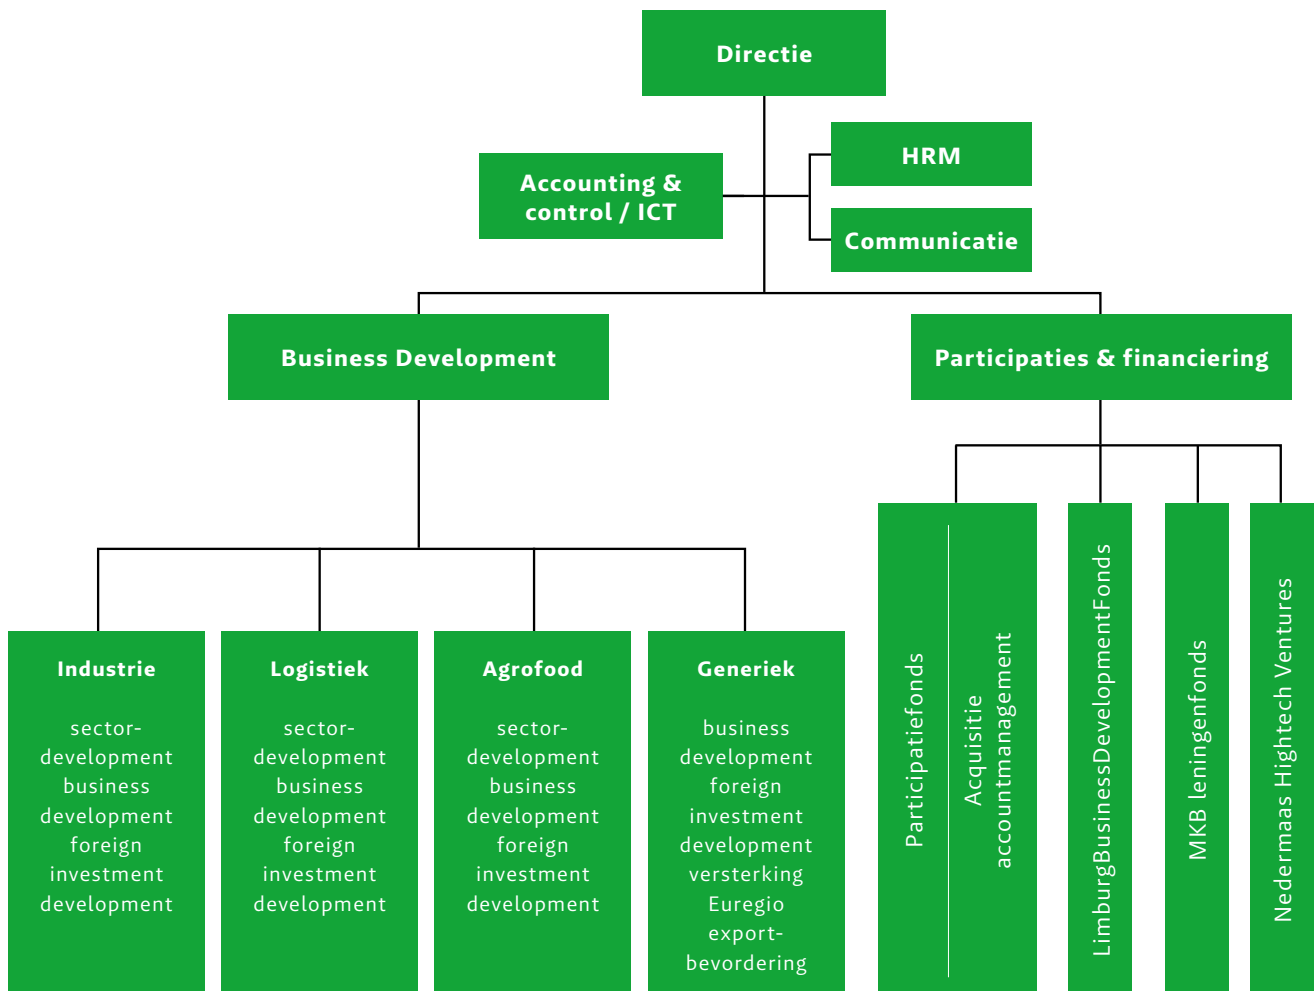 Directie
HRM
Accounting &
control / ICT
Communicatie
Business Development
Participaties & financiering
Industrie
sector-
development
business
development
foreign
investment
development
Logistiek
sector-
development
business
development
foreign
investment
development
Agrofood
sector-
development
business
development
foreign
investment
development
Generiek
business
development
foreign
investment
development
versterking
Euregio
export-
bevordering
Participatiefonds
Acquisitie
accountmanagement
LimburgBusinessDevelopmentFonds
MKB leningenfonds
Nedermaas Hightech Ventures